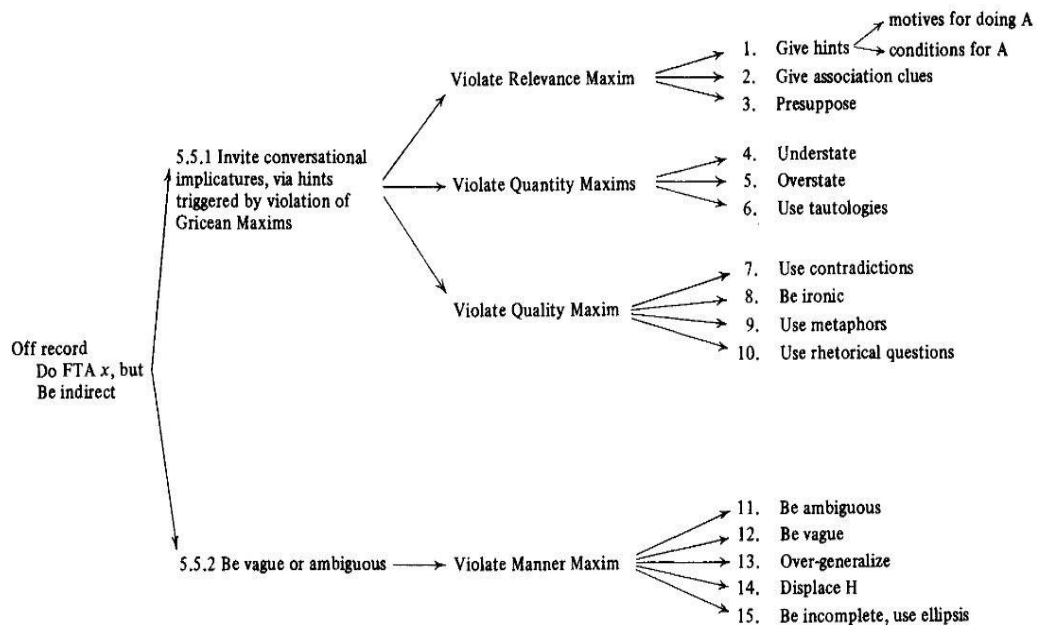 motives for doing A
1. Give hints
conditions for A
Violate Relevance Maxim
2. Give association clues
3. Presuppose
5.5.1 Invite conversational
implicatures, via hints
triggered by violation of
Gricean Maxims
4. Understate
Violate Quantity Maxims
5. Overstate
6. Use tautologies
7. Use contradictions
Violate Quality Maxim
8. Be ironic
9. Use metaphors
10. Use rhetorical questions
Off record
Do FTA x, but
Be indirect
5.5.2 Be vague or ambiguous
Violate Manner Maxim
11. Be ambiguous
12. Be vague
13. Over-generalize
14. Displace H
15. Be incomplete, use ellipsis